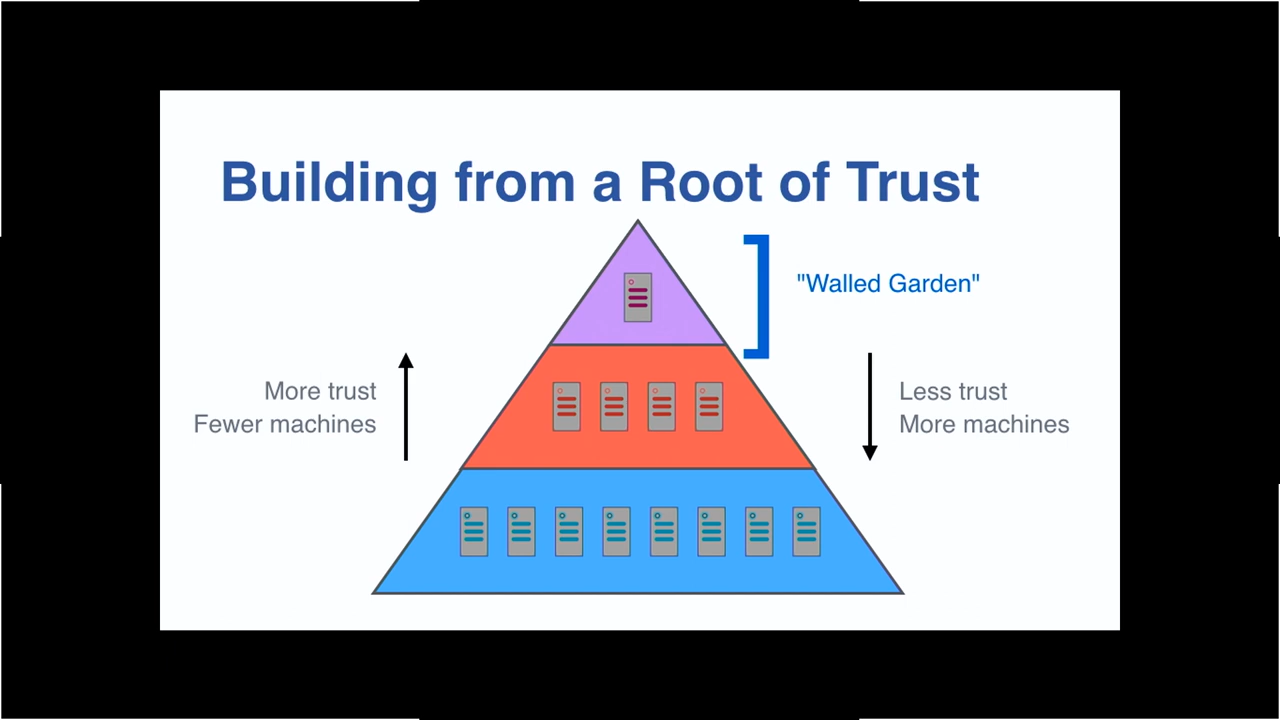 Building from a Root of Trust
"Walled Garden"
More trust
Fewer machines
Less trust
More machines